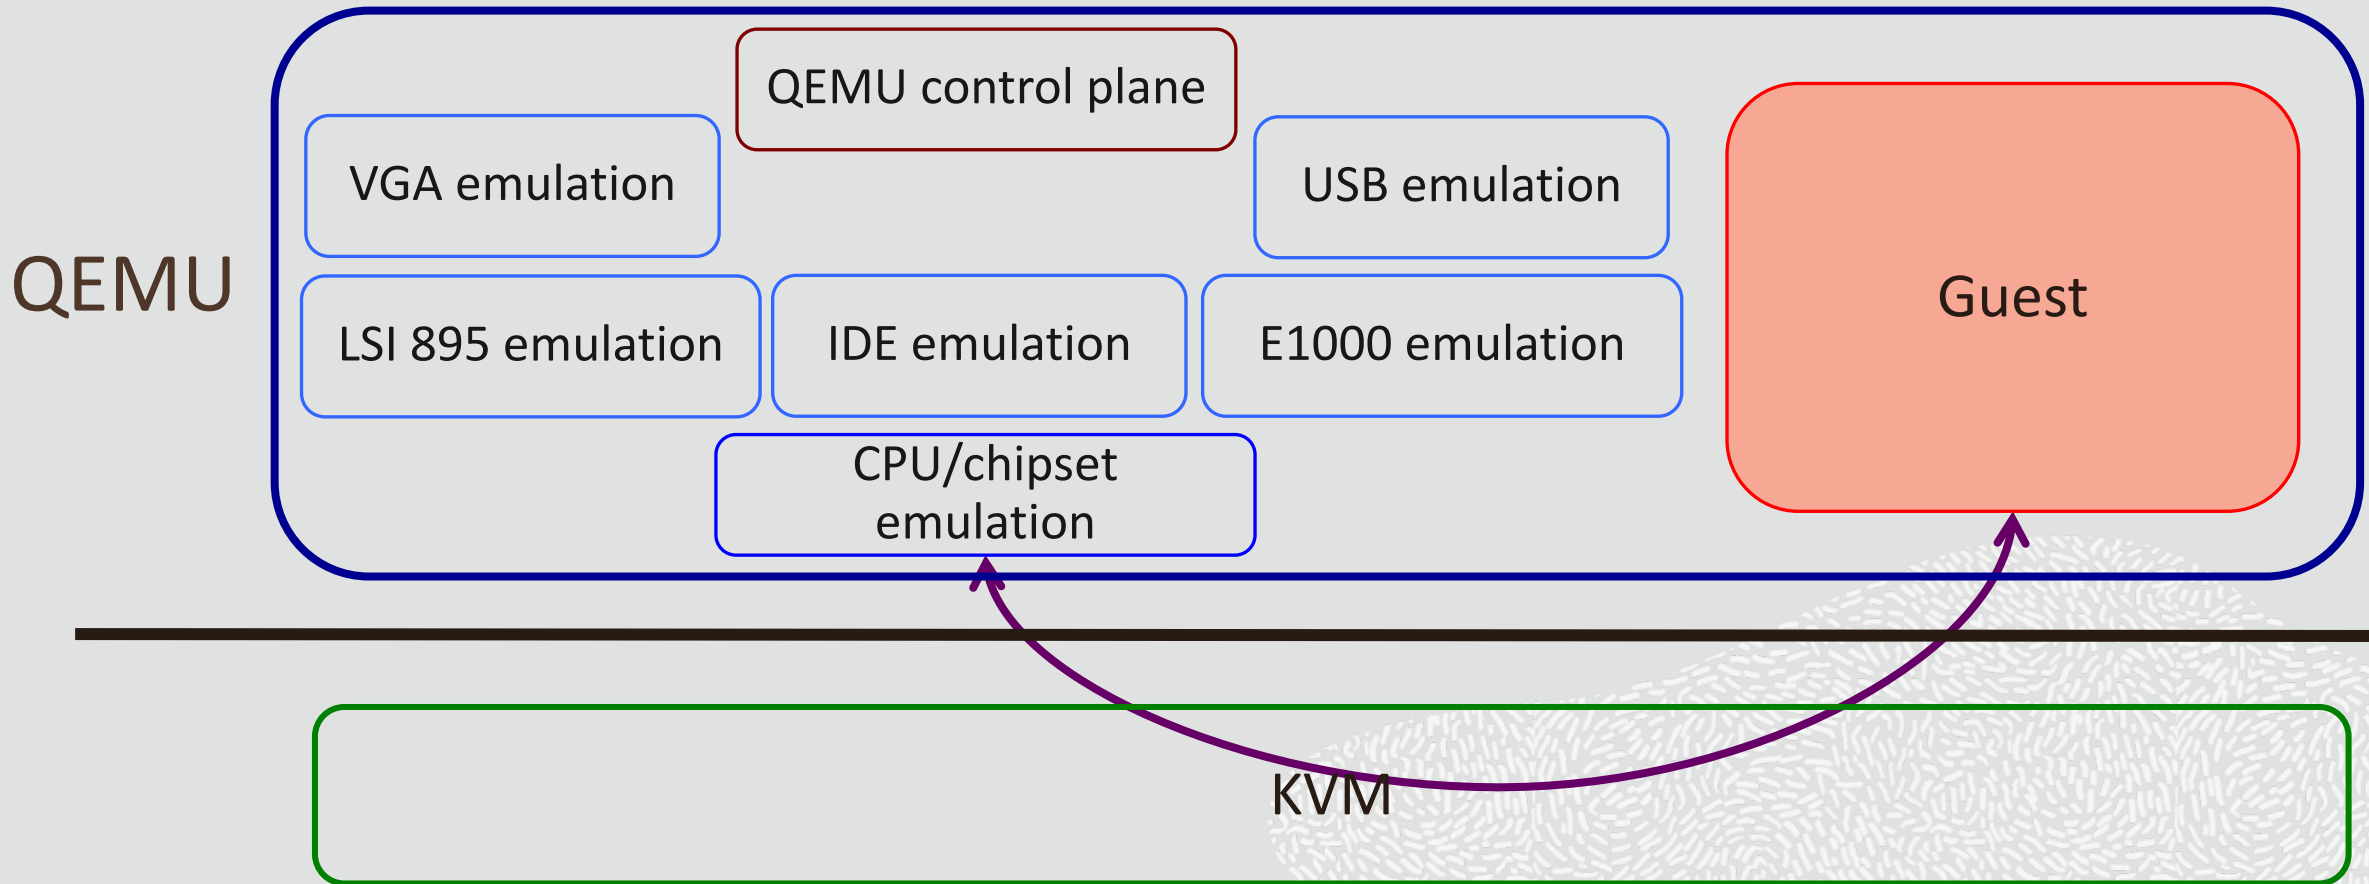 QEMU control plane
VGA emulation
USB emulation
QEMU
Guest
LSI 895 emulation
IDE emulation
E1000 emulation
CPU/chipset
emulation
KVM